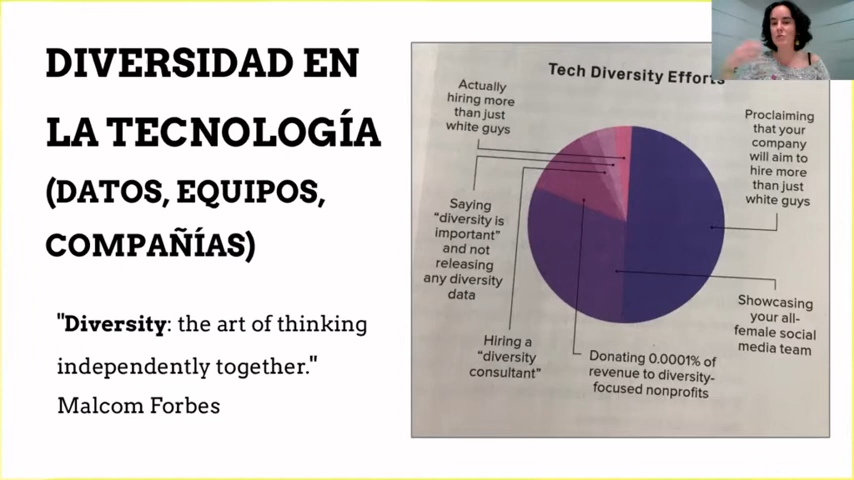 DIVERSIDAD EN
LA TECNOLOGÍA
(DATOS, EQUIPOS,
COMPAÑÍAS)
"Diversity: the art of thinking
independently together."
Malcom Forbes
Tech Diversity Efforts
Actually
hiring more
than just
white guys
Saying
"diversity is
important"
and not
releasing
any diversity
data
Hiring a
"diversity
consultant"
Donating 0.0001% of
revenue to diversity-
focused nonprofits
Showcasing
your all-
female social
media team
Proclaiming
that your
company
will aim to
hire more
than just
white guys